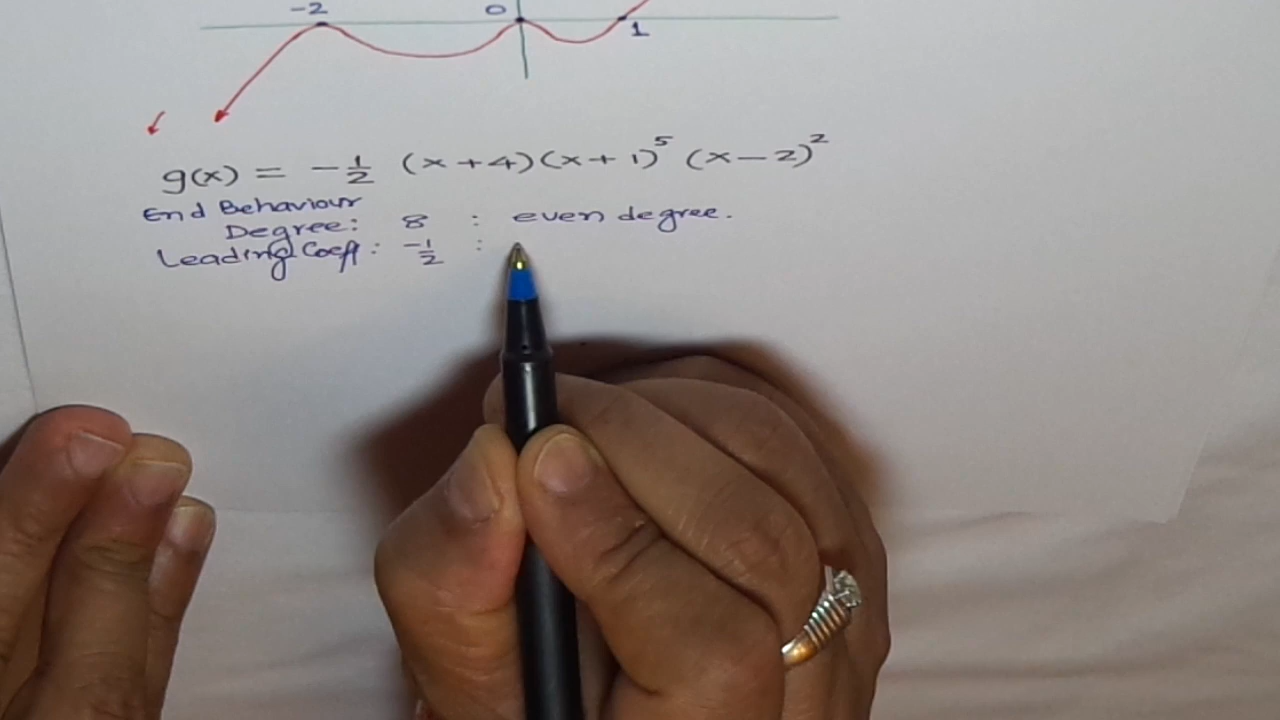 -2 0 1
g(x) = -1/2 (x+4)(x+1)^5 (x-2)^2
End Behaviour
Degree: 8 : even degree.
Leading Coeff: -1/2 :